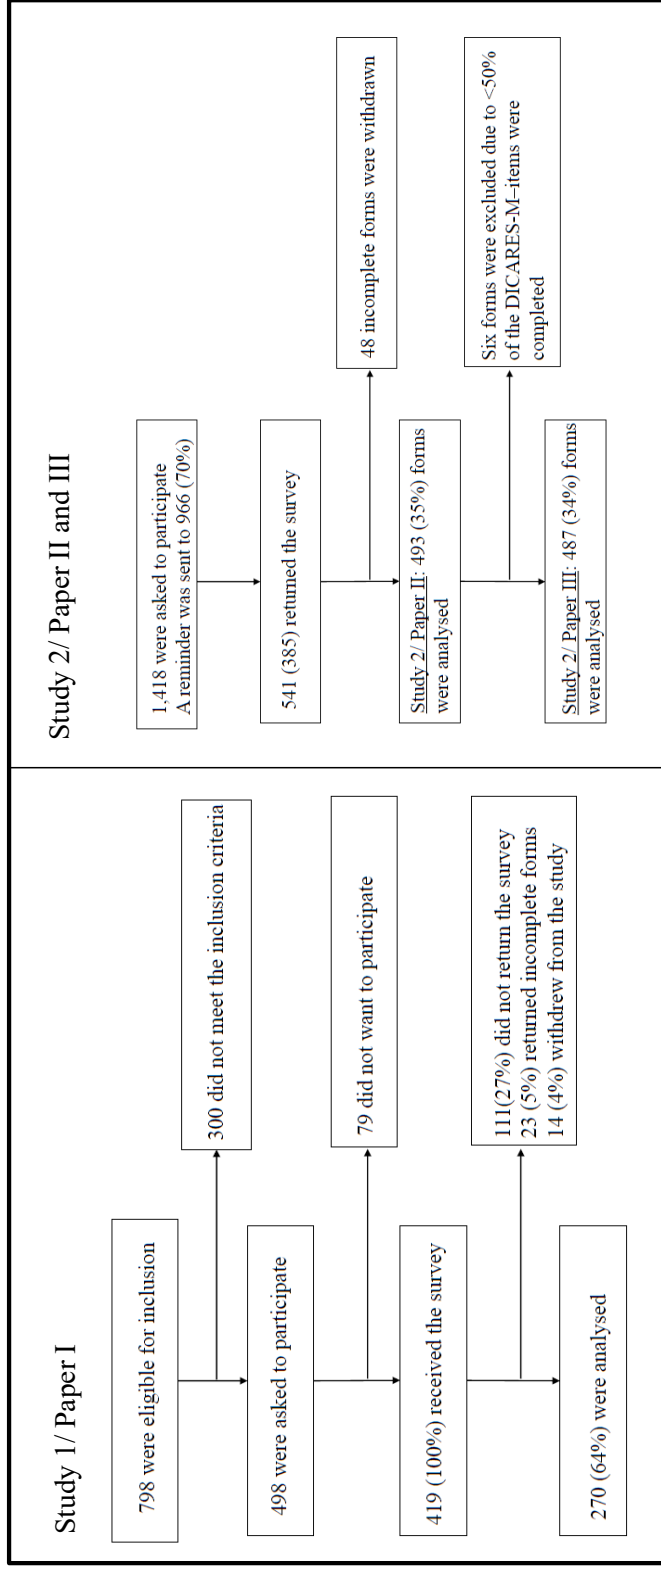 Study 1/ Paper I
798 were eligible for inclusion
300 did not meet the inclusion criteria
498 were asked to participate
79 did not want to participate
419 (100%) received the survey
111(27%) did not return the survey
23 (5%) returned incomplete forms
14 (4%) withdrew from the study
270 (64%) were analysed
Study 2/ Paper II and III
1,418 were asked to participate
A reminder was sent to 966 (70%)
541 (385) returned the survey
48 incomplete forms were withdrawn
Study 2/ Paper II: 493 (35%) forms
were analysed
Six forms were excluded due to <50%
of the DICARES-M–items were
completed
Study 2/ Paper III: 487 (34%) forms
were analysed